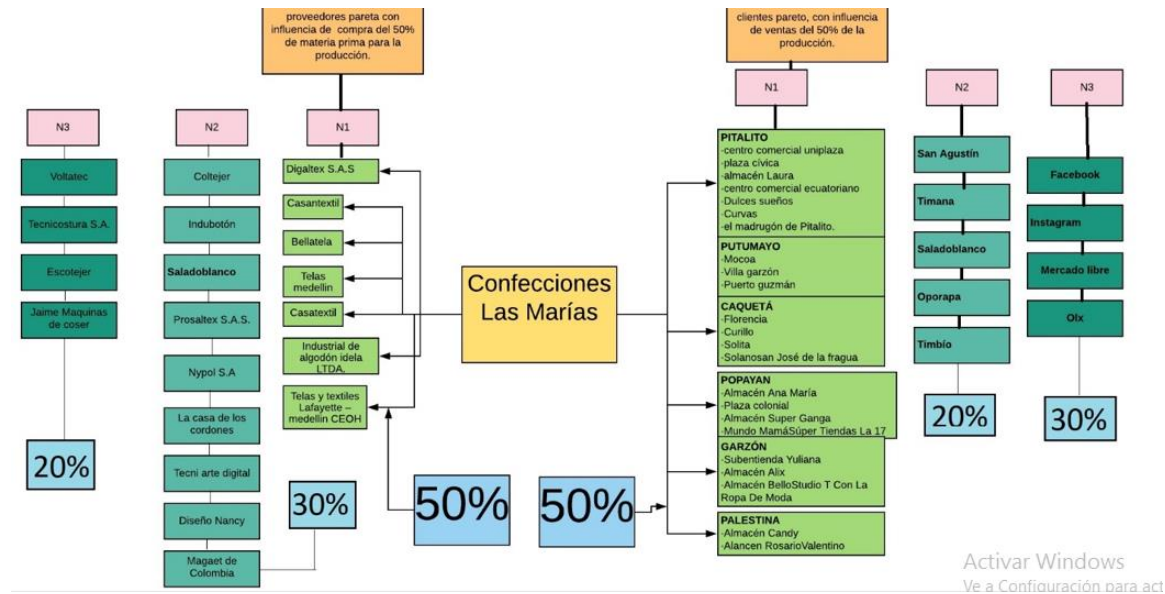 proveedores pareta con
influencia de compra del 50%
de materia prima para la
producción.
clientes pareto, con influencia
de ventas del 50% de la
producción.
N3
Voltatec
Tecnicostura S.A.
Escotejer
Jaime Maquinas
de coser
20%
N2
Coltejer
Indubotón
Saladoblanco
Prosaltex S.A.S.
Nypol S.A
La casa de los
cordones
Tecni arte digital
Diseño Nancy
Magaet de
Colombia
30%
N1
Digaltex S.A.S
Casantextil
Bellatela
Telas
medellin
Casatextil
Industrial de
algodón idela
LTDA.
Telas y textiles
Lafayette –
medellin CEOH
50%
Confecciones
Las Marías
50%
N1
PITALITO
-centro comercial uniplaza
-plaza cívica
-almacén Laura
-centro comercial ecuatoriano
-Dulces sueños
-Curvas
-el madrugón de Pitalito.
PUTUMAYO
-Mocoa
-Villa garzón
-Puerto guzmán
CAQUETÁ
-Florencia
-Curillo
-Solita
-Solanosan José de la fragua
POPAYAN
-Almacén Ana María
-Plaza colonial
-Almacén Super Ganga
-Mundo MamáSúper Tiendas La 17
GARZÓN
-Subentienda Yuliana
-Almacén Alix
-Almacén BelloStudio T Con La
Ropa De Moda
PALESTINA
-Almacén Candy
-Alancen RosarioValentino
N2
San Agustín
Timana
Saladoblanco
Oporapa
Timbío
20%
N3
Facebook
Instagram
Mercado libre
Olx
30%
Activar Windows
Ve a Configuración para act